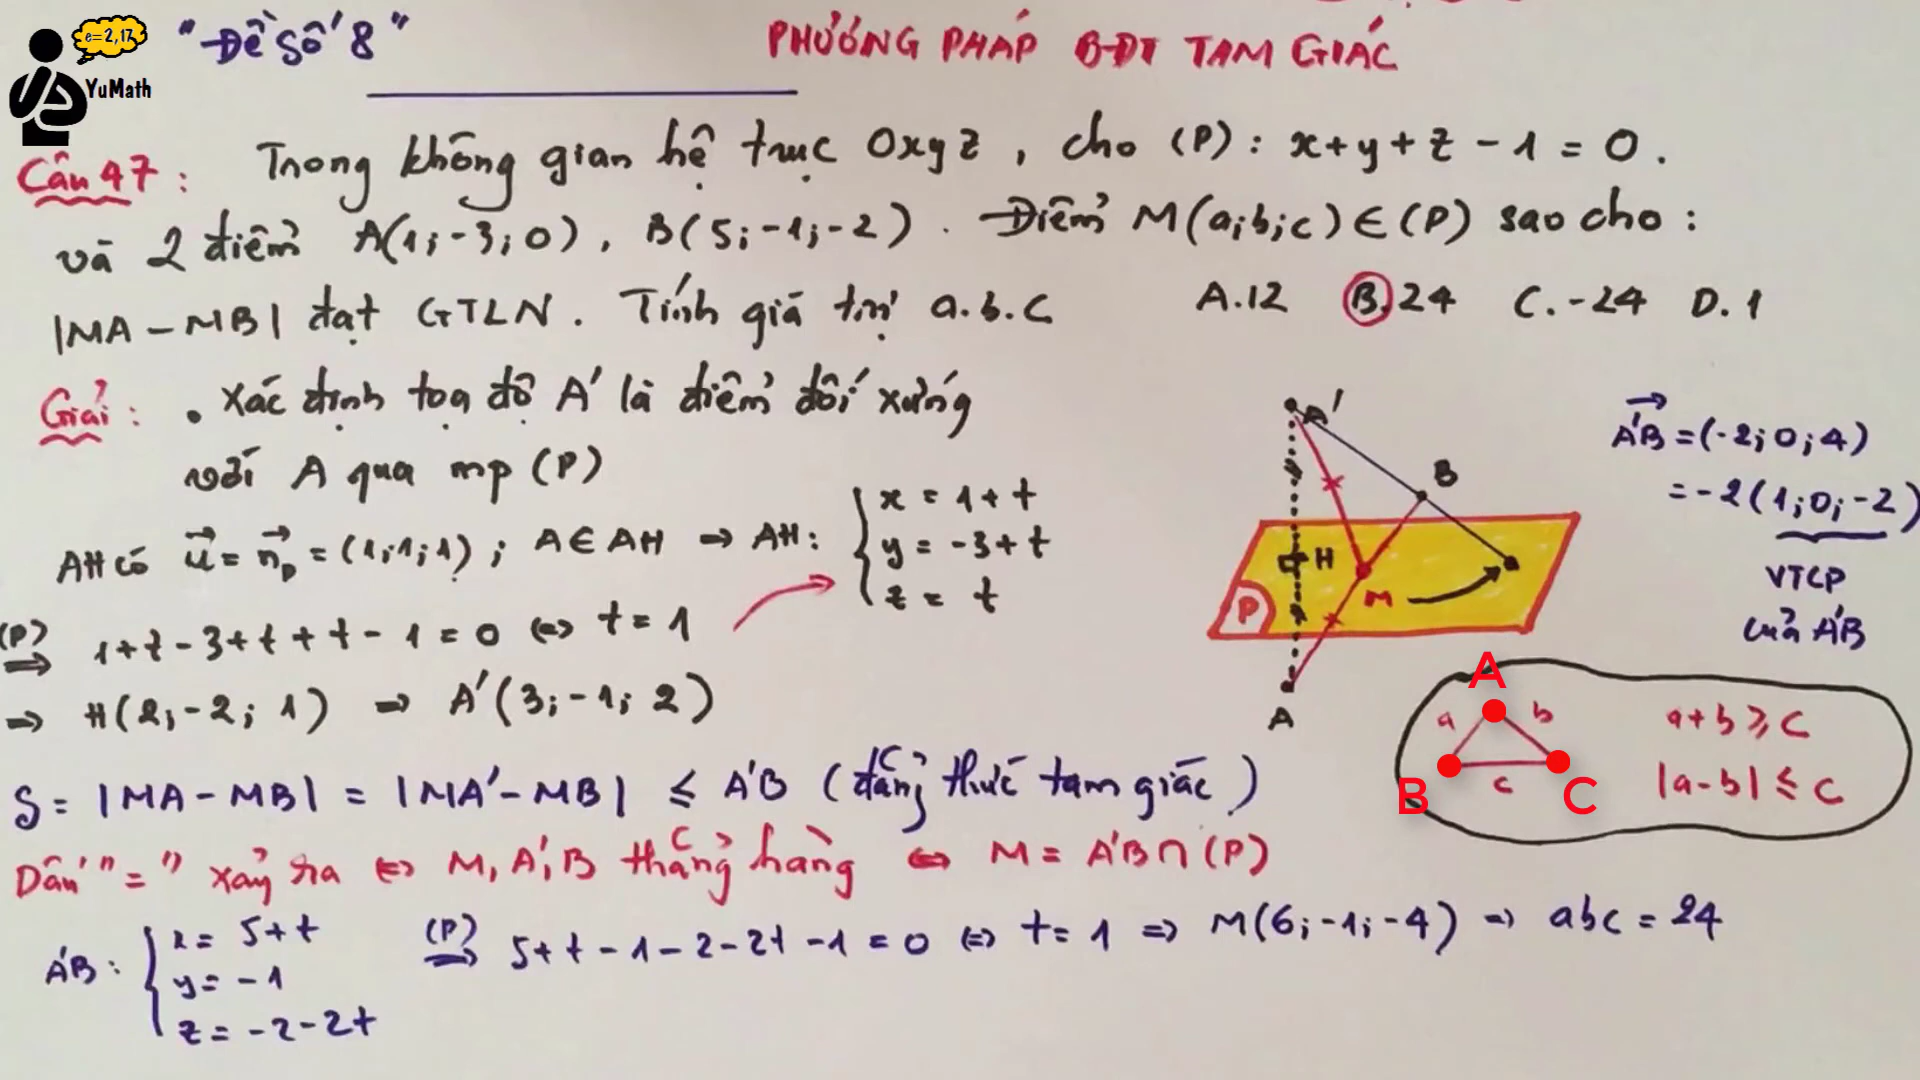 e=2,17
YuMath
"Đề số 8"
PHƯƠNG PHÁP BĐT TAM GIÁC
Câu 47: Trong không gian hệ trục Oxyz, cho (P): x+y+z-1=0.
và 2 điểm A(1;-3;0), B(5;-1;-2). Điểm M(a;b;c)∈(P) sao cho:
|MA-MB| đạt GTLN. Tính giá trị a.b.c A.12 B.24 C.-24 D.1
Giải: • Xác định toạ độ A' là điểm đối xứng
với A qua mp (P)
AH có u⃗ = n⃗p = (1;1;1); A∈AH ⇒ AH: { x = 1+t
y = -3+t
z = t
(P) ⇒ 1+t-3+t+t-1=0 ⇔ t=1
⇒ H(2;-2;1) ⇒ A'(3;-1;2)
A'
B
H
M
P
A
A'B⃗ = (-2;0;4)
= -2(1;0;-2)
VTCP
của A'B
A
a b
B c C
a+b ≥ c
|a-b| ≤ c
S = |MA-MB| = |MA'-MB| ≤ A'B (đẳng thức tam giác)
Dấu "=" xảy ra ⇔ M, A', B thẳng hàng ⇔ M = A'B∩(P)
A'B: { x = 5+t
y = -1
z = -2-2t
(P) ⇒ 5+t-1-2-2t-1=0 ⇔ t=1 ⇒ M(6;-1;-4) ⇒ abc=24